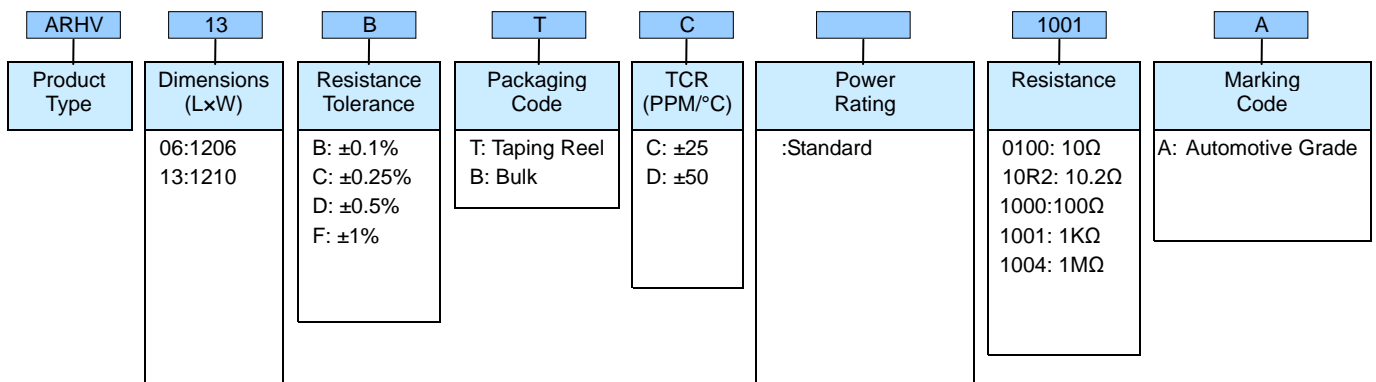 ARHV 13 B T C 1001 A
Product Type
Dimensions (L×W)
Resistance Tolerance
Packaging Code
TCR (PPM/°C)
Power Rating
Resistance
Marking Code
06:1206
13:1210
B: ±0.1%
C: ±0.25%
D: ±0.5%
F: ±1%
T: Taping Reel
B: Bulk
C: ±25
D: ±50
:Standard
0100: 10Ω
10R2: 10.2Ω
1000:100Ω
1001: 1KΩ
1004: 1MΩ
A: Automotive Grade